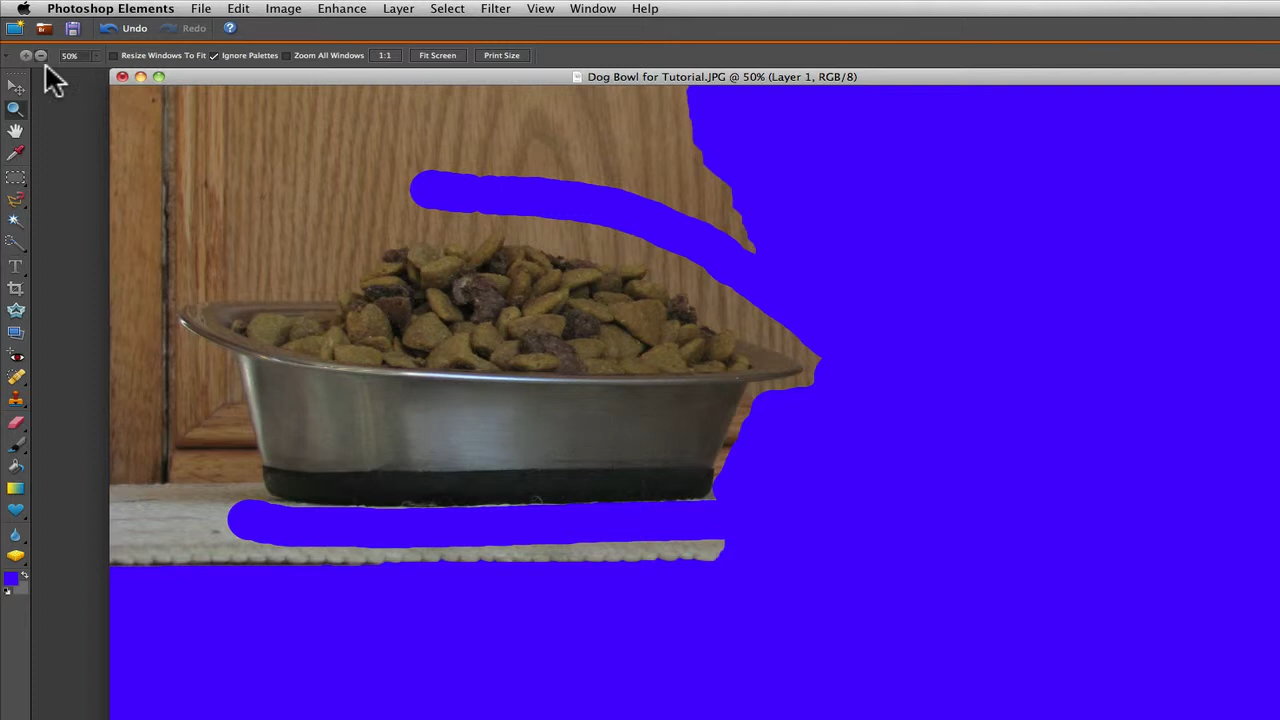 Photoshop Elements File Edit Image Enhance Layer Select Filter View Window Help
Undo Redo ?
50% Resize Windows To Fit Ignore Palettes Zoom All Windows 1:1 Fit Screen Print Size
Dog Bowl for Tutorial.JPG @ 50% (Layer 1, RGB/8)
T